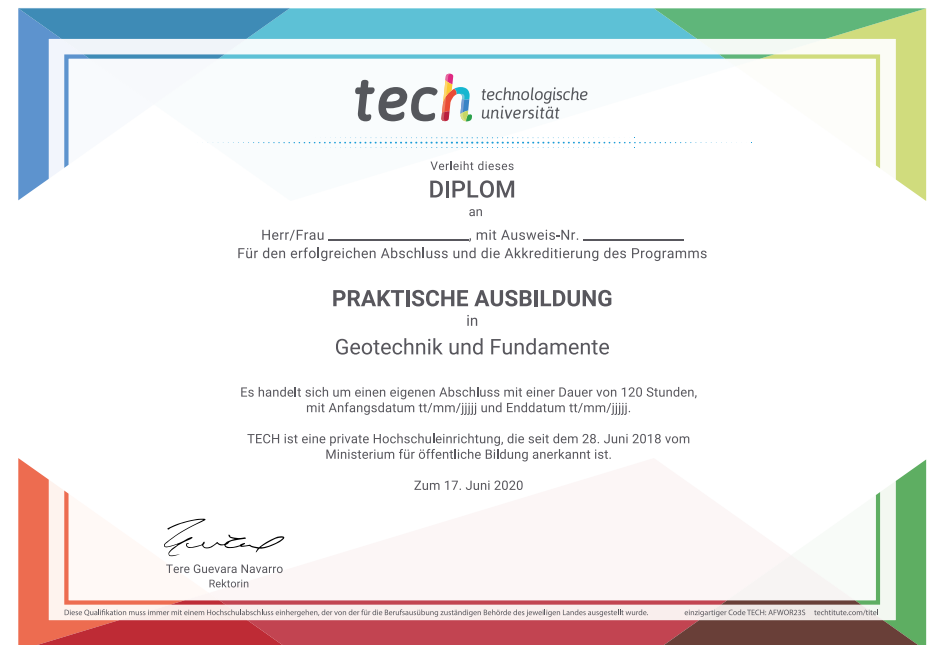 tech technologische
universität
Verleiht dieses
DIPLOM
an
Herr/Frau ____________, mit Ausweis-Nr. ____________
Für den erfolgreichen Abschluss und die Akkreditierung des Programms
PRAKTISCHE AUSBILDUNG
in
Geotechnik und Fundamente
Es handelt sich um einen eigenen Abschluss mit einer Dauer von 120 Stunden,
mit Anfangsdatum tt/mm/jjjjj und Enddatum tt/mm/jjjjj.
TECH ist eine private Hochschuleinrichtung, die seit dem 28. Juni 2018 vom
Ministerium für öffentliche Bildung anerkannt ist.
Zum 17. Juni 2020
Tere Guevara Navarro
Rektorin
Diese Qualifikation muss immer mit einem Hochschulabschluss einhergehen, der von der für die Berufsausübung zuständigen Behörde des jeweiligen Landes ausgestellt wurde. einzigartiger Code TECH: AFWOR23S techtitute.com/titel